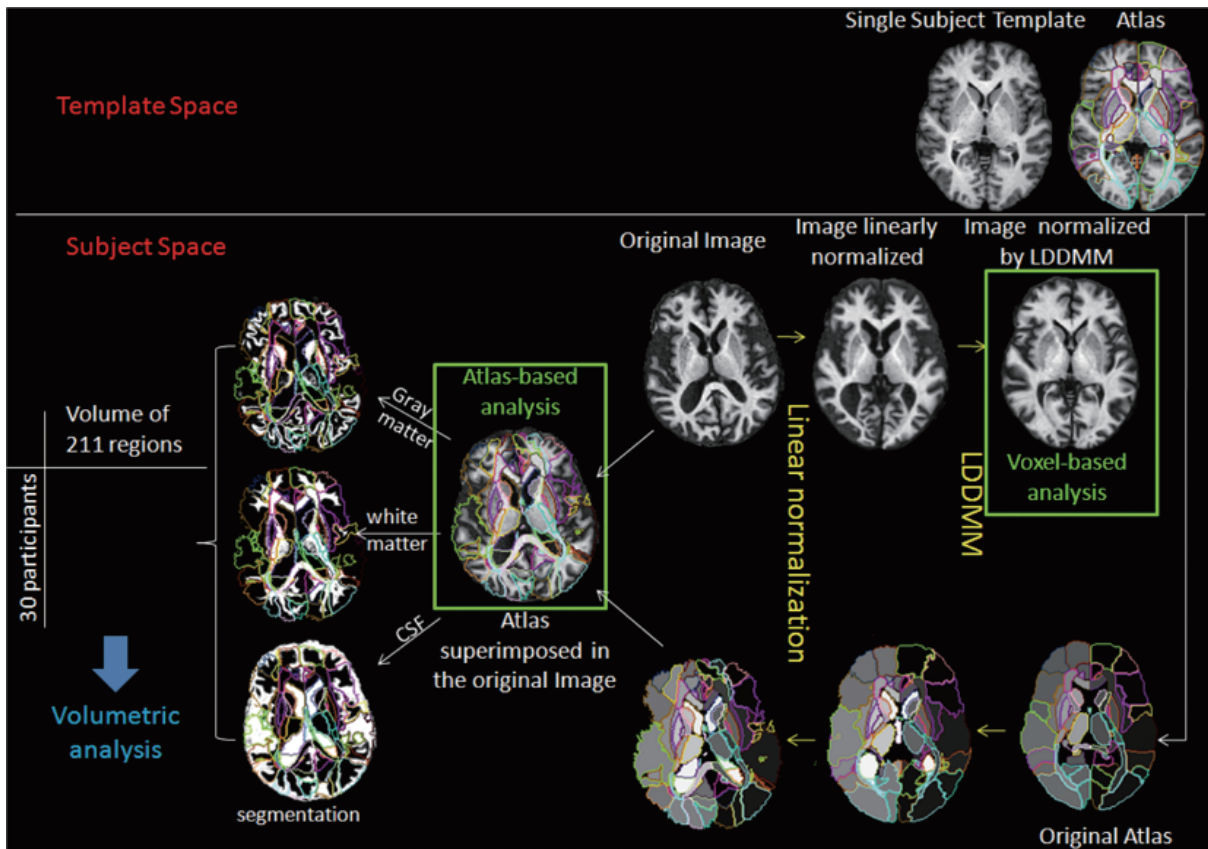 Single Subject Template
Atlas
Template Space
Subject Space
Original Image
Image linearly
normalized
Image normalized
by LDDMM
Atlas-based
analysis
Gray
matter
Volume of
211 regions
30 participants
white
matter
Linear normalization
LDDMM
Voxel-based
analysis
CSF
Atlas
superimposed in
the original Image
Volumetric
analysis
segmentation
Original Atlas